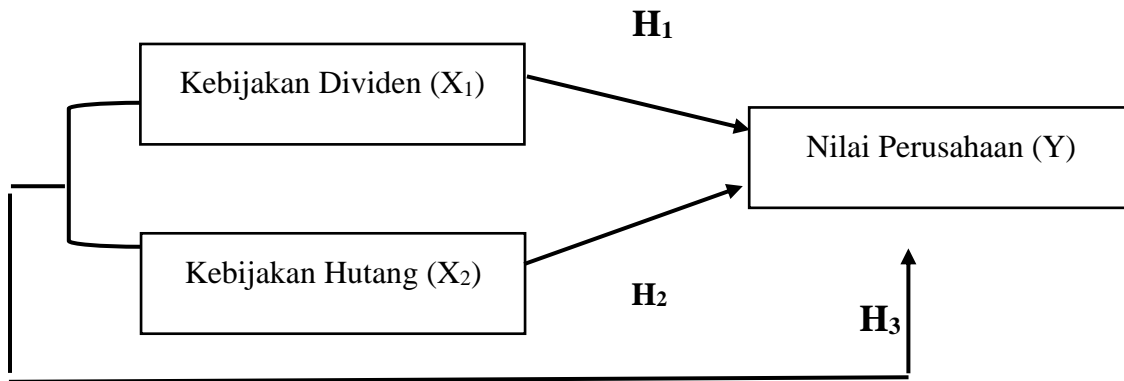 H₁
Kebijakan Dividen (X₁)
Nilai Perusahaan (Y)
Kebijakan Hutang (X₂)
H₂
H₃